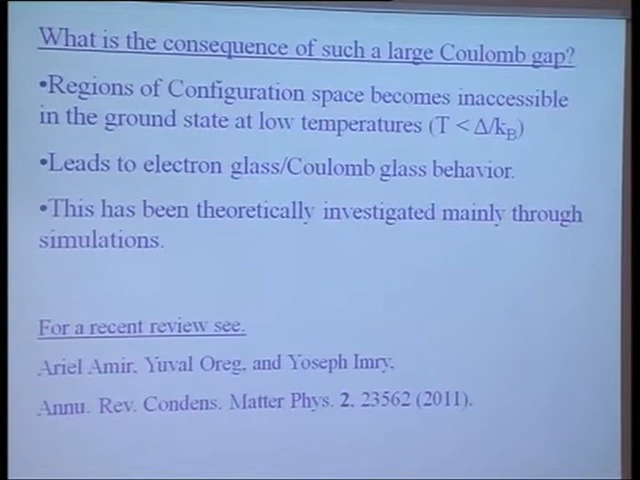 What is the consequence of such a large Coulomb gap?
•Regions of Configuration space becomes inaccessible
in the ground state at low temperatures (T < Δ/kB)
•Leads to electron glass/Coulomb glass behavior.
•This has been theoretically investigated mainly through
simulations.
For a recent review see.
Ariel Amir, Yuval Oreg, and Yoseph Imry,
Annu. Rev. Condens. Matter Phys. 2, 23562 (2011).